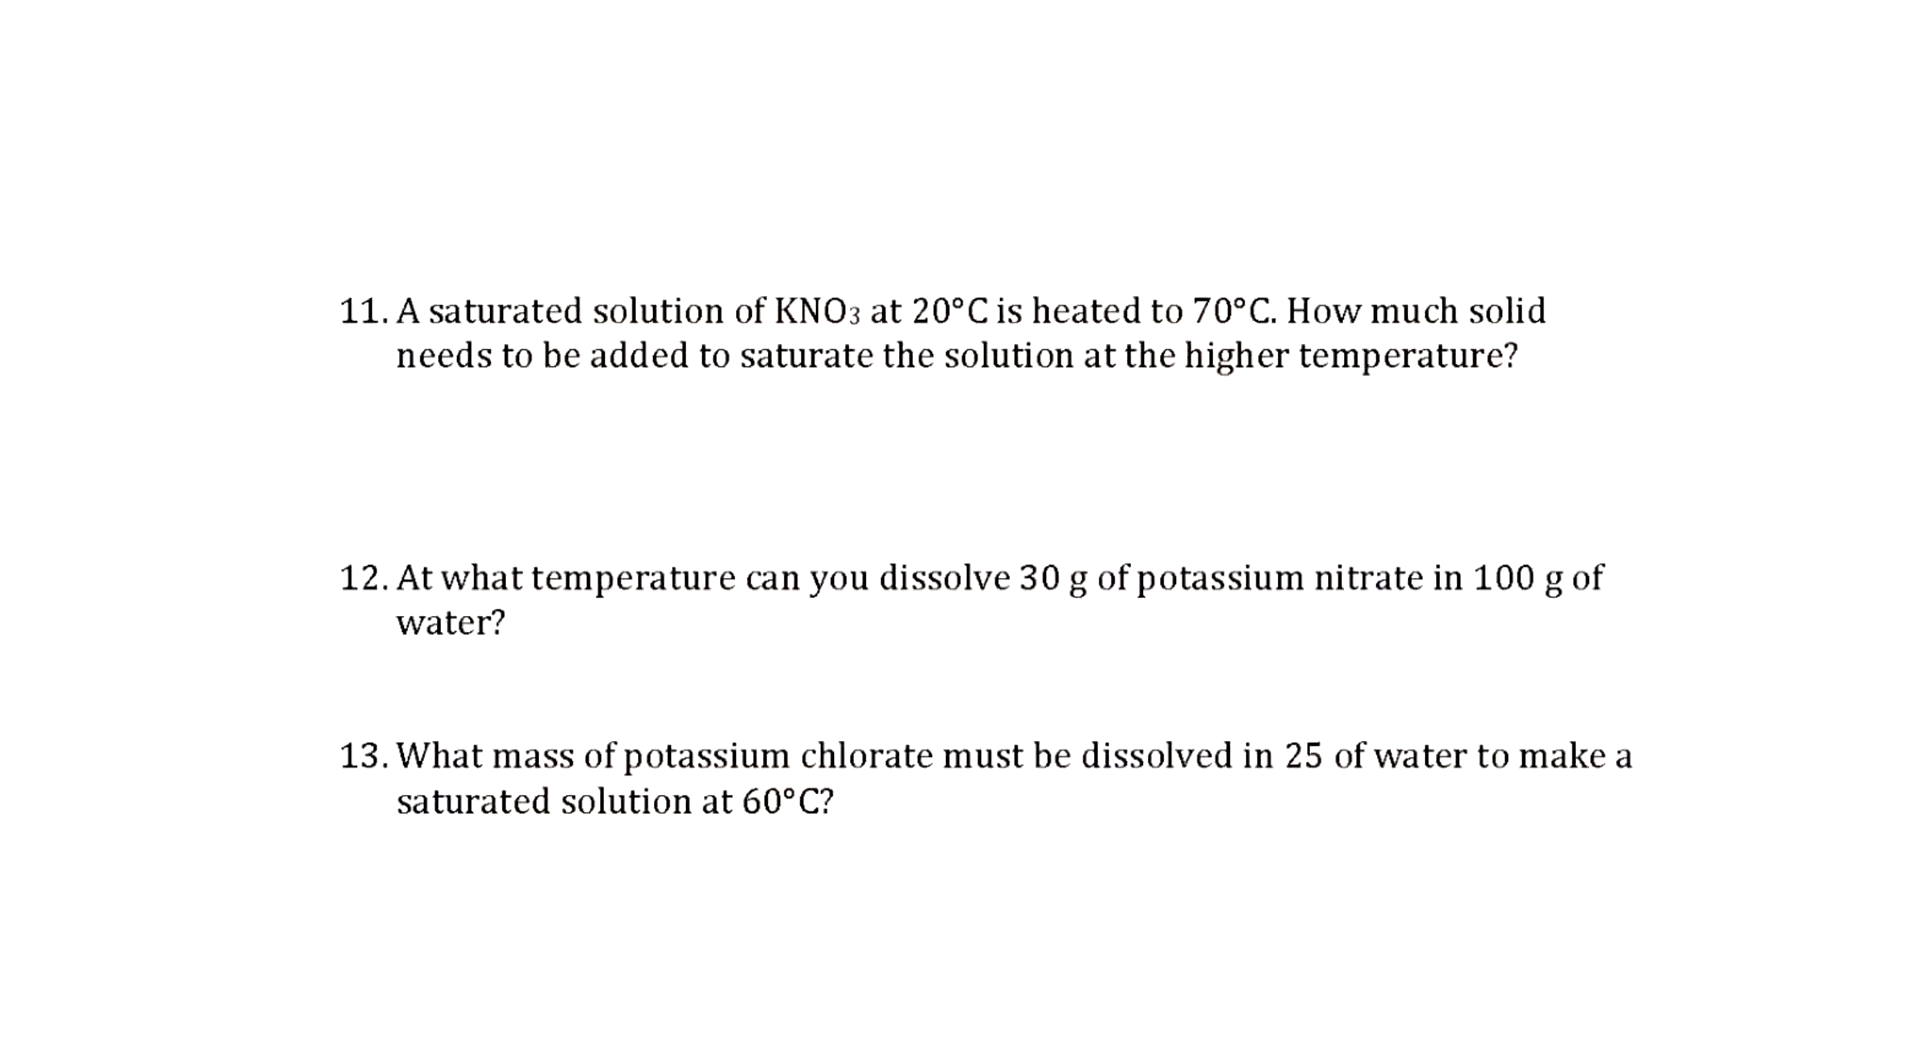 11. A saturated solution of KNO₃ at 20°C is heated to 70°C. How much solid
needs to be added to saturate the solution at the higher temperature?
12. At what temperature can you dissolve 30 g of potassium nitrate in 100 g of
water?
13. What mass of potassium chlorate must be dissolved in 25 of water to make a
saturated solution at 60°C?